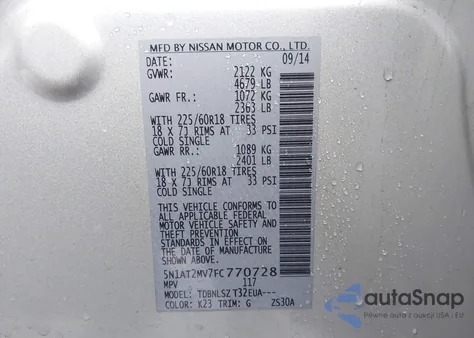 MFD BY NISSAN MOTOR CO., LTD.
DATE: 09/14
GVWR: 2122 KG
4679 LB
GAWR FR.: 1072 KG
2363 LB
WITH 225/60R18 TIRES
18 X 7J RIMS AT 33 PSI
COLD SINGLE
GAWR RR.: 1089 KG
2401 LB
WITH 225/60R18 TIRES
18 X 7J RIMS AT 33 PSI
COLD SINGLE
THIS VEHICLE CONFORMS TO
ALL APPLICABLE FEDERAL
MOTOR VEHICLE SAFETY AND
THEFT PREVENTION
STANDARDS IN EFFECT ON
THE DATE OF MANUFACTURE
SHOWN ABOVE.
5N1AT2MV7FC770728
MPV 117
MODEL: TDBNLSZ T32EUA---
COLOR: K23 TRIM: G ZS30A
autoSnap
Pewne auto z USA i